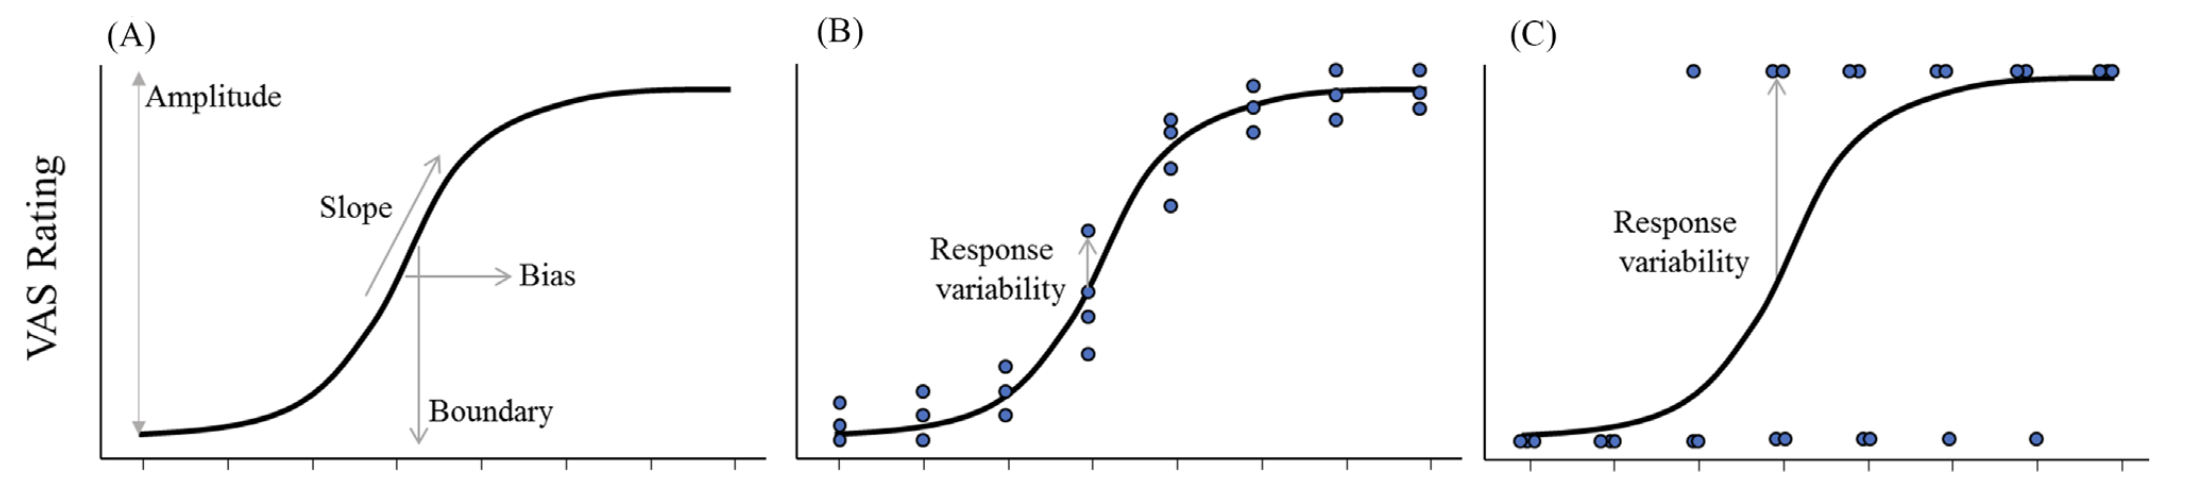 (A)
Amplitude
Slope
Bias
Boundary
VAS Rating
(B)
Response
variability
(C)
Response
variability